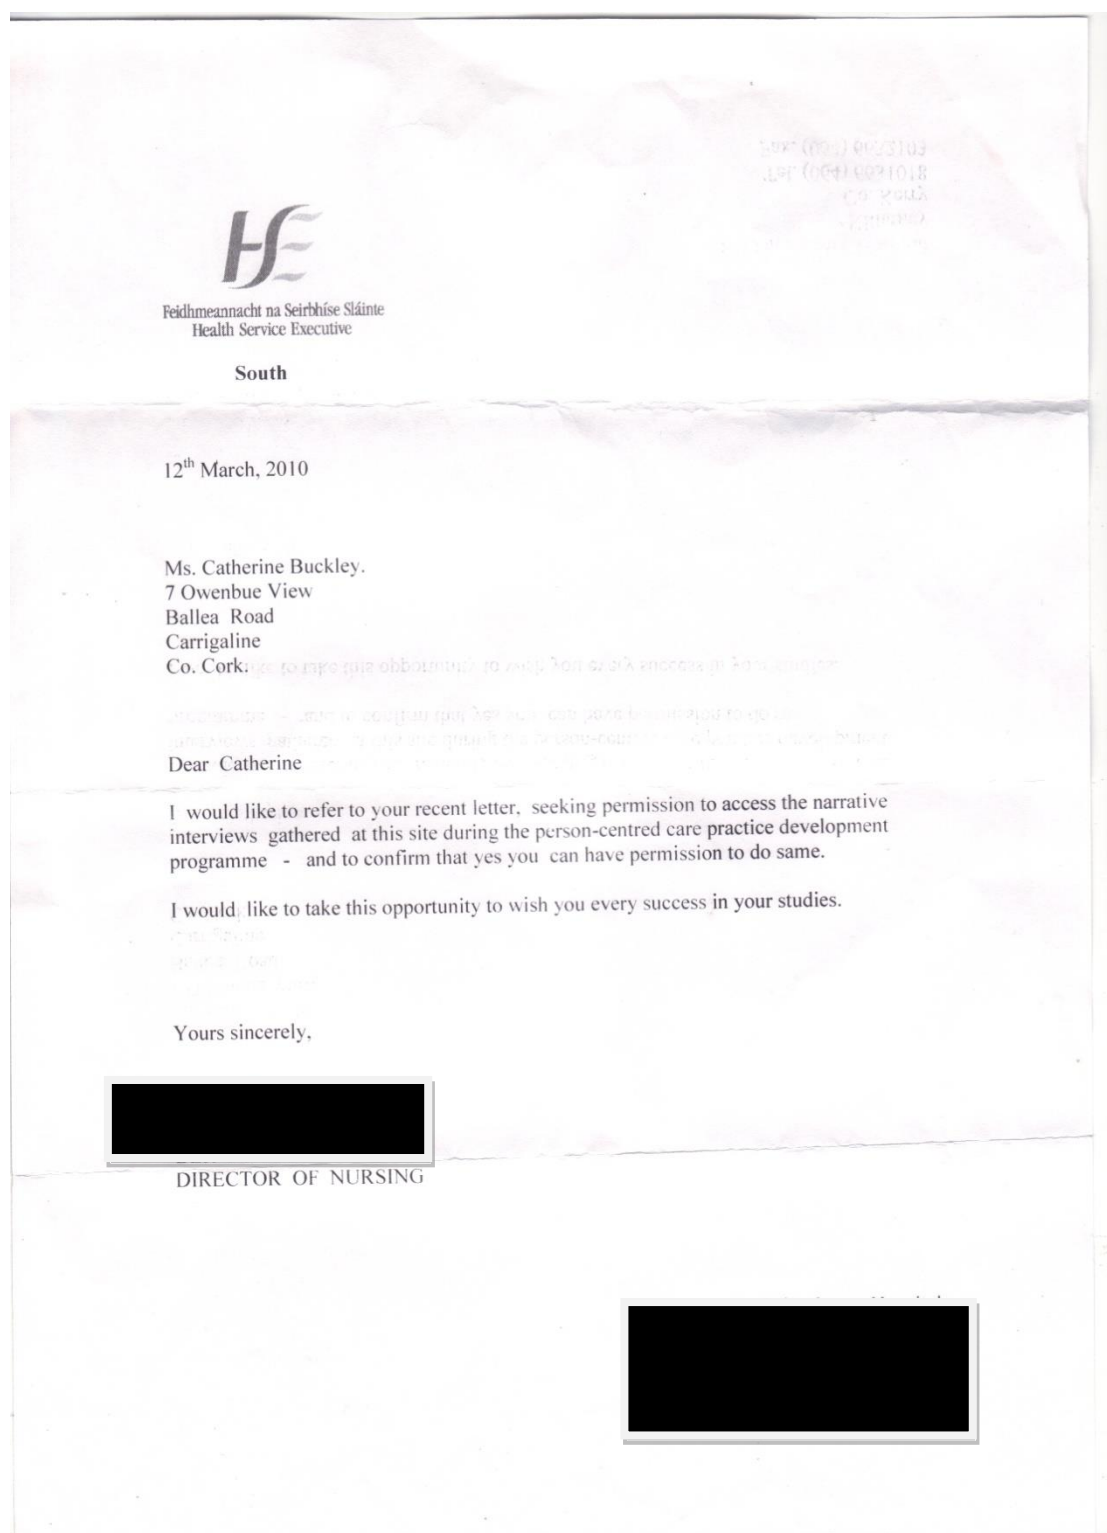 HSE
Feidhmeannacht na Seirbhíse Sláinte
Health Service Executive
South
12th March, 2010
Ms. Catherine Buckley.
7 Owenbue View
Ballea Road
Carrigaline
Co. Cork.
Dear Catherine
I would like to refer to your recent letter, seeking permission to access the narrative
interviews gathered at this site during the person-centred care practice development
programme - and to confirm that yes you can have permission to do same.
I would like to take this opportunity to wish you every success in your studies.
Yours sincerely,
DIRECTOR OF NURSING